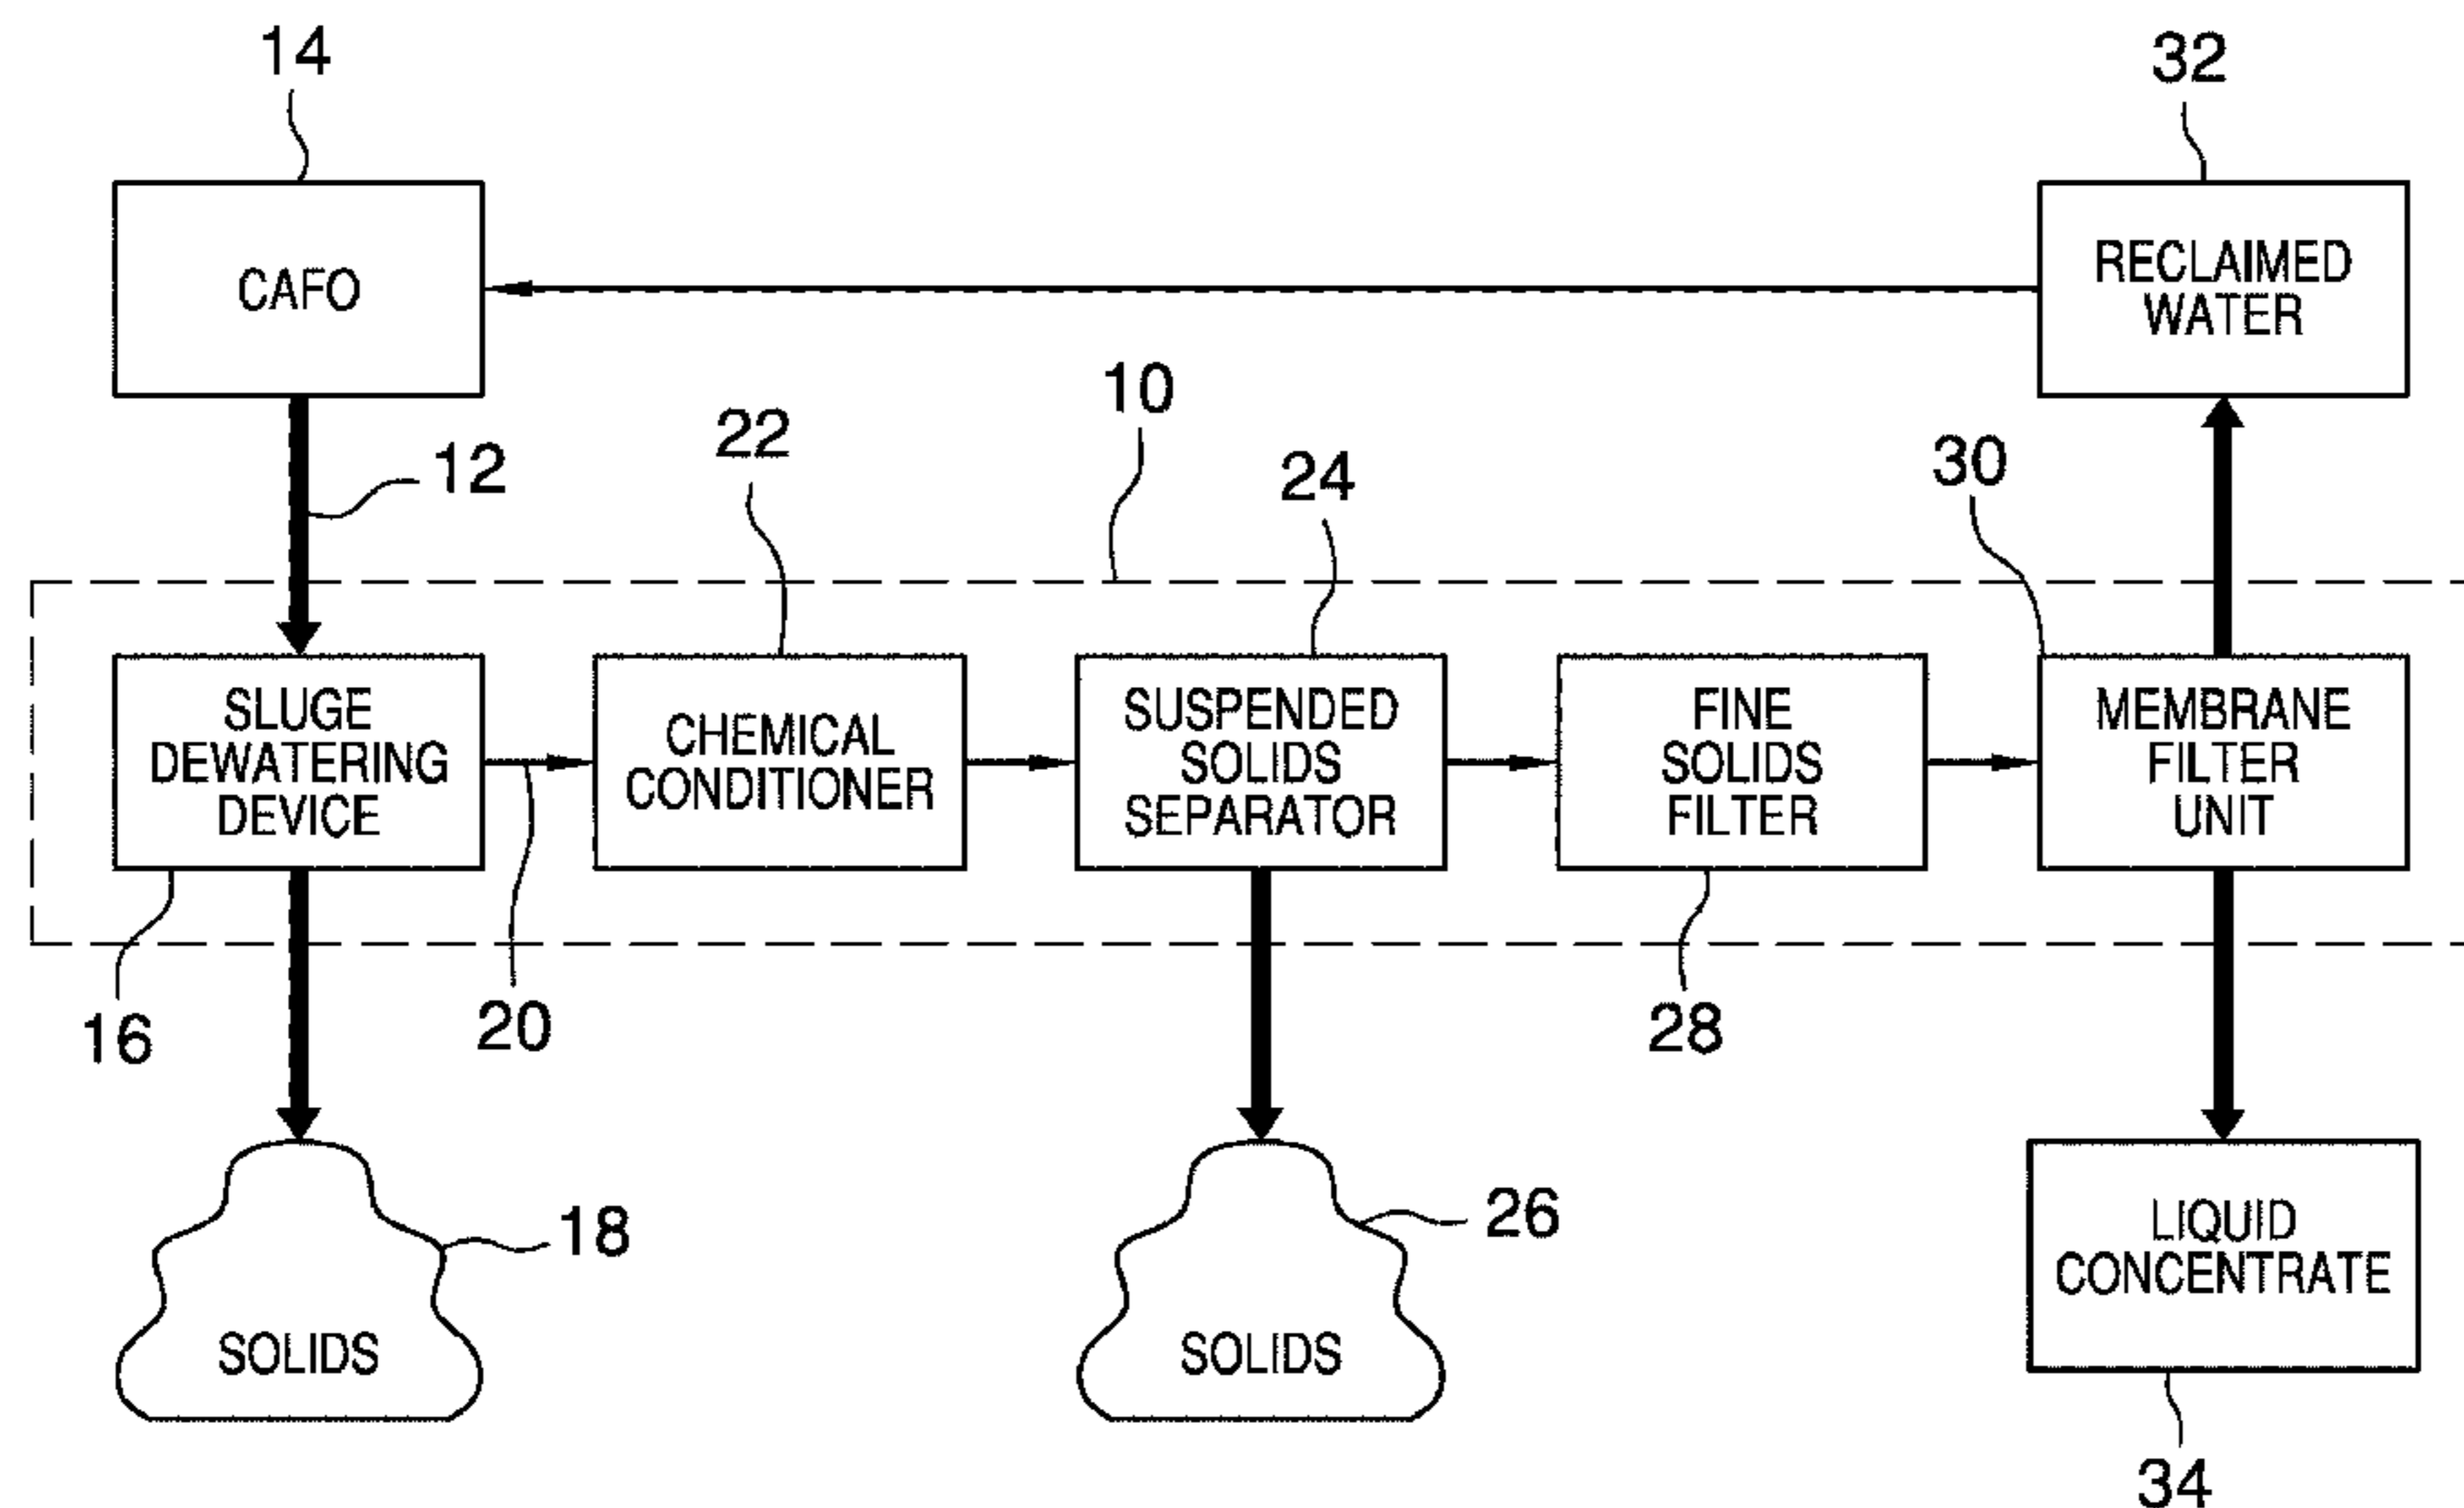 14
32
CAFO
RECLAIMED
WATER
10
22
12
24
30
SLUGE
DEWATERING
DEVICE
CHEMICAL
CONDITIONER
SUSPENDED
SOLIDS
SEPARATOR
FINE
SOLIDS
FILTER
MEMBRANE
FILTER
UNIT
16
20
28
18
26
SOLIDS
SOLIDS
LIQUID
CONCENTRATE
34